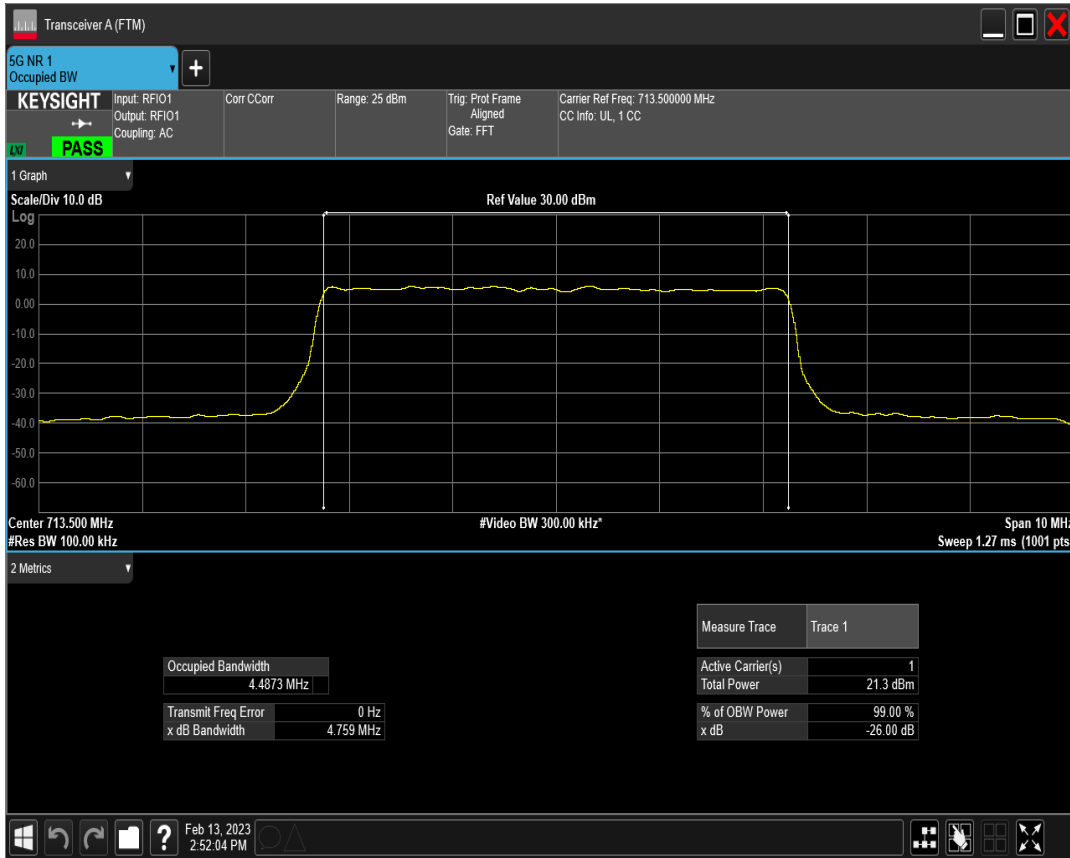 Transceiver A (FTM)
5G NR 1
Occupied BW
+
KEYSIGHT
LXI
PASS
Input: RFIO1
Output: RFIO1
Coupling: AC
Corr CCorr
Range: 25 dBm
Trig: Prot Frame
Aligned
Gate: FFT
Carrier Ref Freq: 713.500000 MHz
CC Info: UL, 1 CC
1 Graph
Scale/Div 10.0 dB
Ref Value 30.00 dBm
Log
20.0
10.0
0.00
-10.0
-20.0
-30.0
-40.0
-50.0
-60.0
Center 713.500 MHz
#Video BW 300.00 kHz*
Span 10 MHz
#Res BW 100.00 kHz
Sweep 1.27 ms (1001 pts
2 Metrics
Measure Trace Trace 1
Occupied Bandwidth
4.4873 MHz
Active Carrier(s) 1
Total Power 21.3 dBm
Transmit Freq Error 0 Hz
x dB Bandwidth 4.759 MHz
% of OBW Power 99.00 %
x dB -26.00 dB
?
Feb 13, 2023
2:52:04 PM